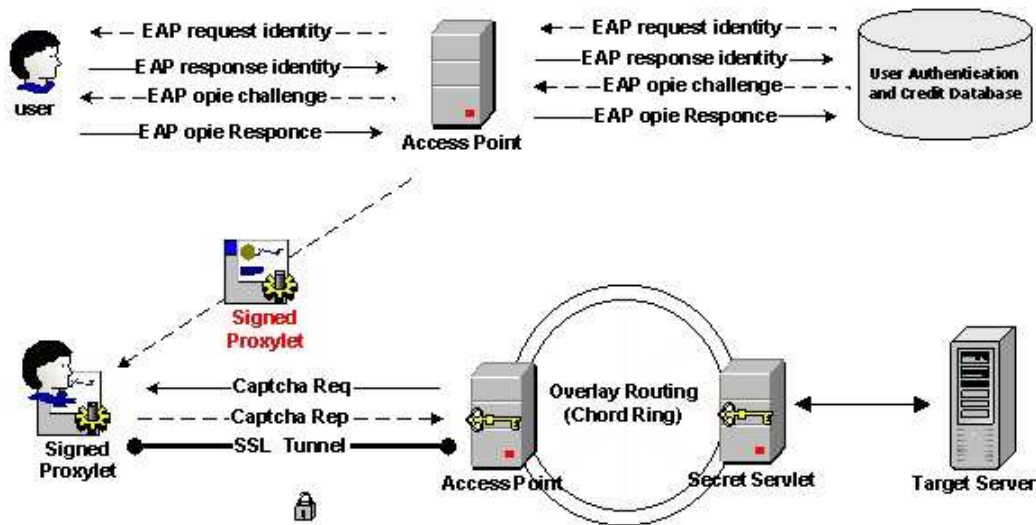 EAP request identity
EAP request identity
EAP response identity
EAP response identity
User Authentication
and Credit Database
EAP opie challenge
EAP opie challenge
user
EAP opie Responce
EAP opie Responce
Access Point
Signed
Proxylet
Captcha Req
Overlay Routing
(Chord Ring)
Captcha Rep
Signed
Proxylet
SSL Tunnel
Access Point
Secret Servlet
Target Server